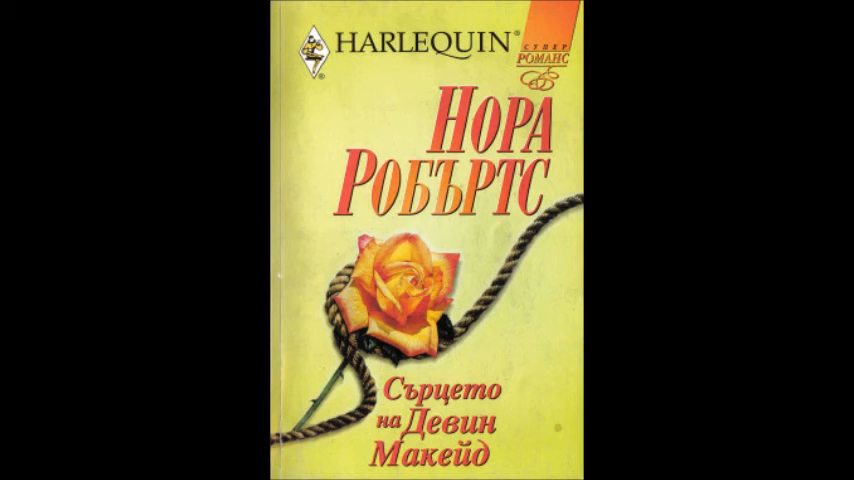 HARLEQUIN®
СУПЕР
РОМАНС
НОРА
РОБЪРТС
Сърцето
на Девин
Макейд